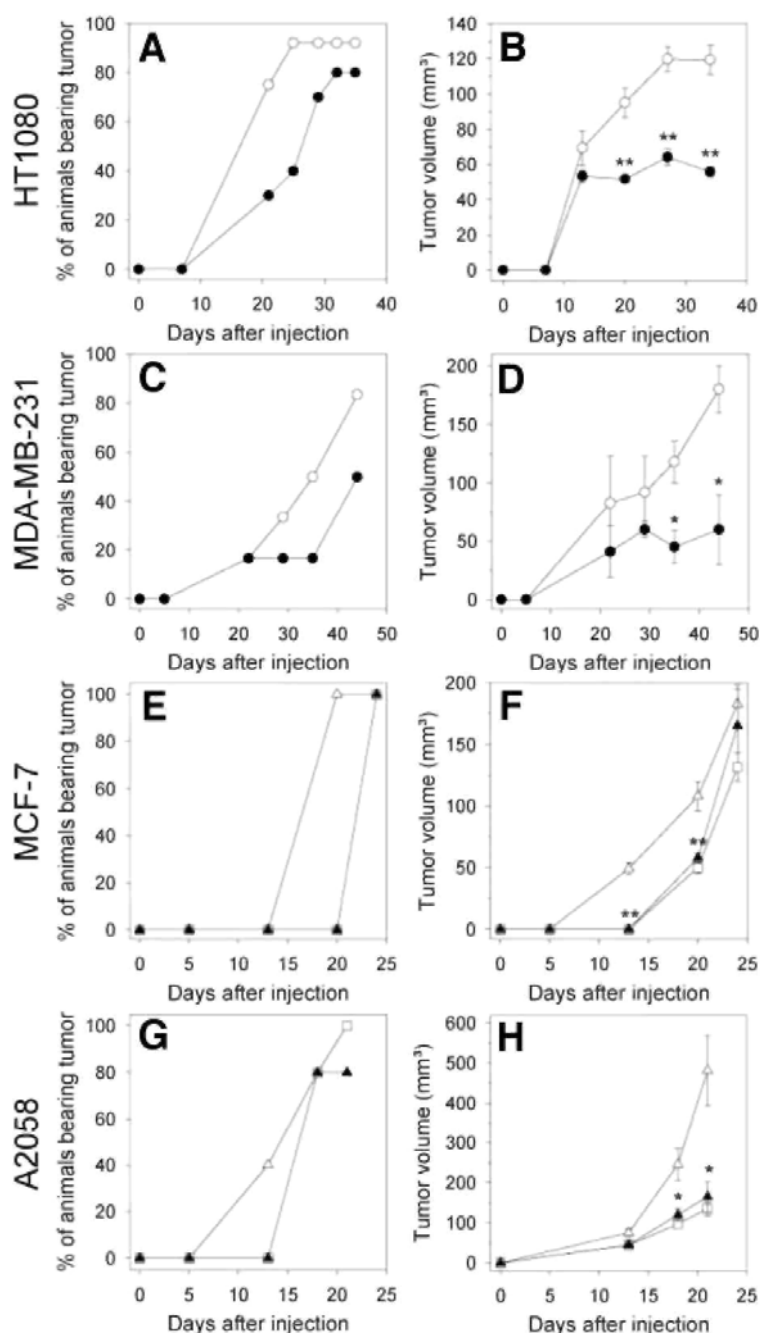 HT1080
A
% of animals bearing tumor
100
80
60
40
20
0
0 10 20 30 40
Days after injection
B
Tumor volume (mm³)
140
120
100
80
60
40
20
0
** ** **
0 10 20 30 40
Days after injection
MDA-MB-231
C
% of animals bearing tumor
100
80
60
40
20
0
0 10 20 30 40 50
Days after injection
D
Tumor volume (mm³)
200
150
100
50
0
* *
0 10 20 30 40 50
Days after injection
MCF-7
E
% of animals bearing tumor
100
80
60
40
20
0
0 5 10 15 20 25
Days after injection
F
Tumor volume (mm³)
200
150
100
50
0
** **
0 5 10 15 20 25
Days after injection
A2058
G
% of animals bearing tumor
100
80
60
40
20
0
0 5 10 15 20 25
Days after injection
H
Tumor volume (mm³)
600
500
400
300
200
100
0
* *
0 5 10 15 20 25
Days after injection